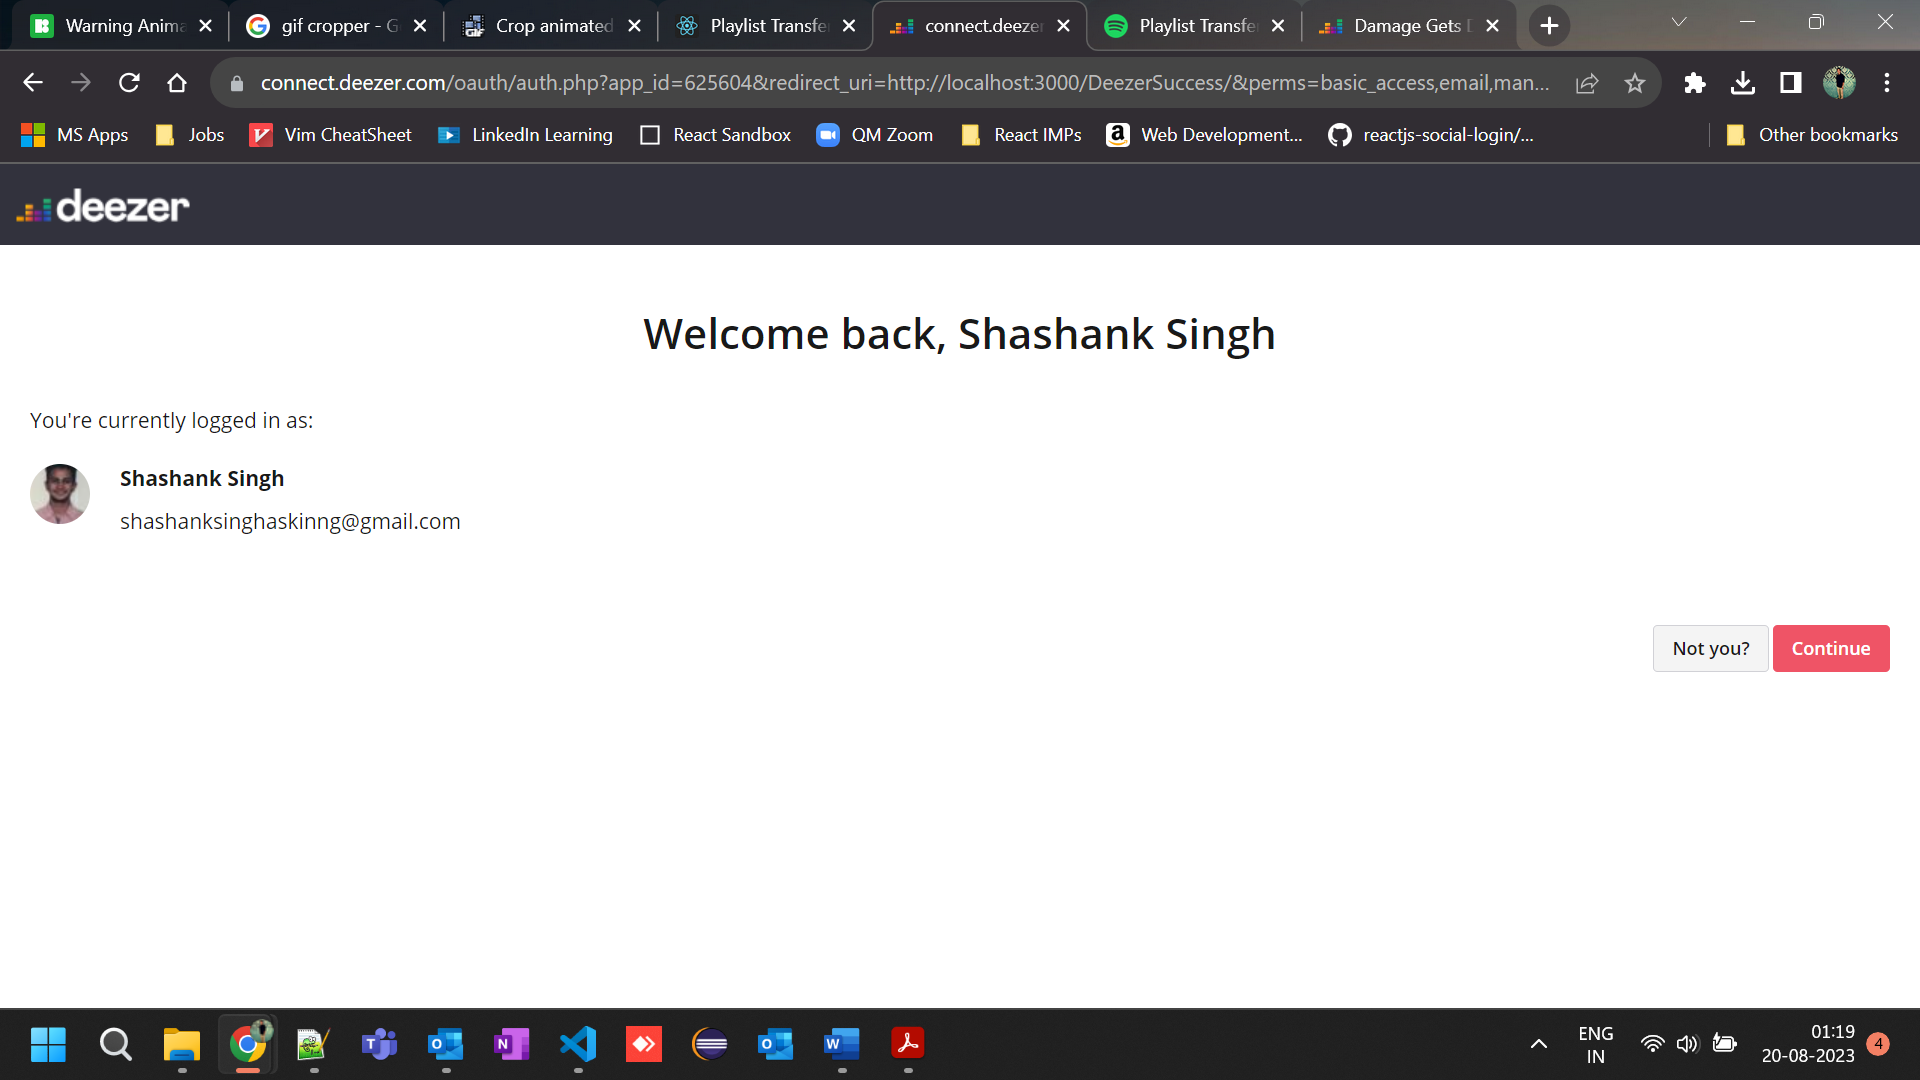 Warning Anima
gif cropper - G
Crop animated
Playlist Transfe
connect.deezer
Playlist Transfe
Damage Gets D
connect.deezer.com/oauth/auth.php?app_id=625604&redirect_uri=http://localhost:3000/DeezerSuccess/&perms=basic_access,email,man...
MS Apps
Jobs
Vim CheatSheet
LinkedIn Learning
React Sandbox
QM Zoom
React IMPs
Web Development...
reactjs-social-login/...
Other bookmarks
deezer
Welcome back, Shashank Singh
You're currently logged in as:
Shashank Singh
shashanksinghaskinng@gmail.com
Not you?
Continue
ENG
IN
01:19
20-08-2023
4